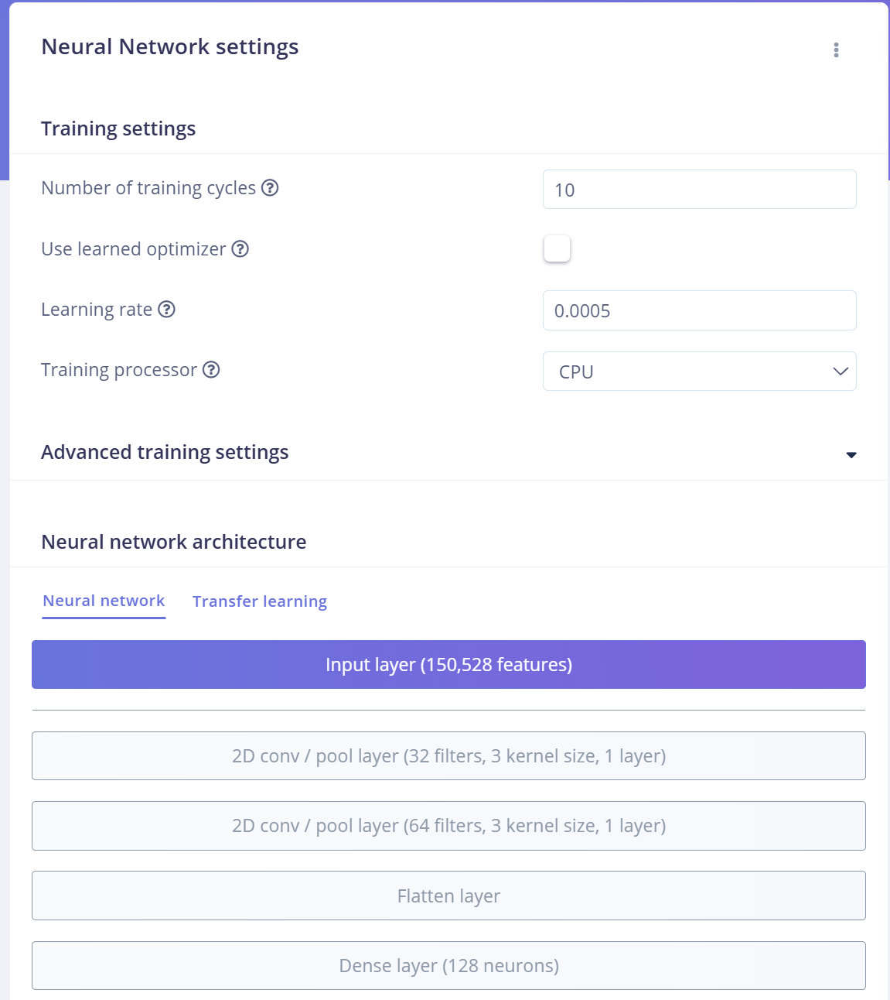 Neural Network settings
Training settings
Number of training cycles ?
10
Use learned optimizer ?
Learning rate ?
0.0005
Training processor ?
CPU
Advanced training settings
Neural network architecture
Neural network Transfer learning
Input layer (150,528 features)
2D conv / pool layer (32 filters, 3 kernel size, 1 layer)
2D conv / pool layer (64 filters, 3 kernel size, 1 layer)
Flatten layer
Dense layer (128 neurons)